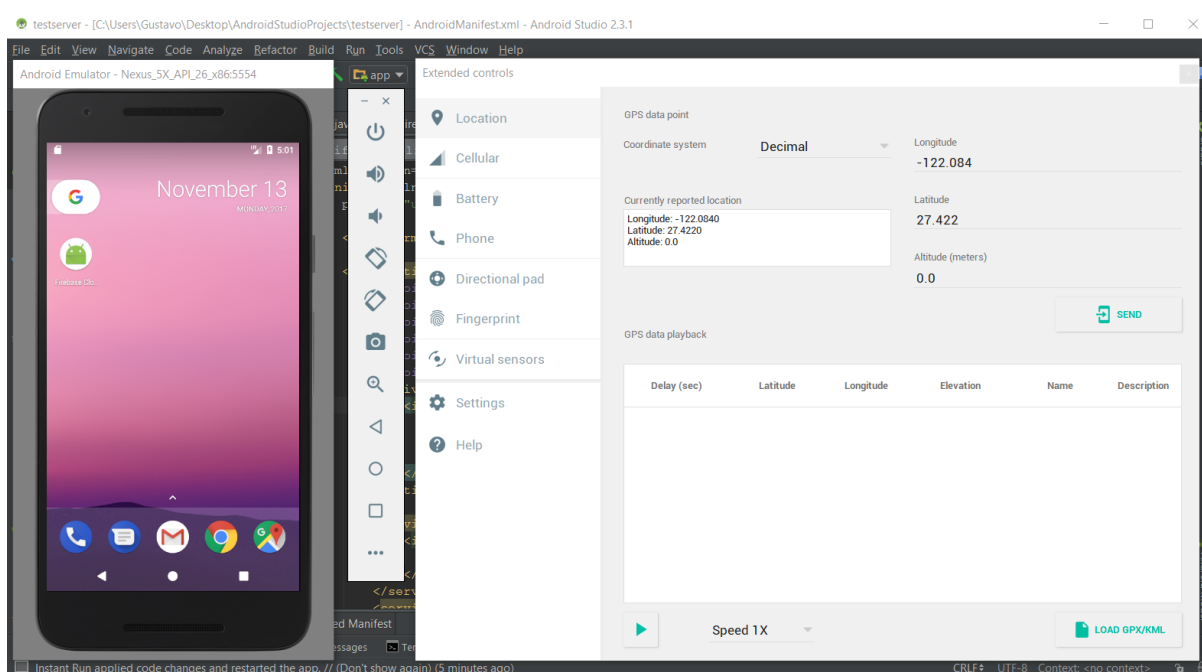 testserver - [C:\Users\Gustavo\Desktop\AndroidStudioProjects\testserver] - AndroidManifest.xml - Android Studio 2.3.1
File Edit View Navigate Code Analyze Refactor Build Run Tools VCS Window Help
Android Emulator - Nexus_5X_API_26_x86:5554
app
Extended controls
5:01
November 13
MONDAY, 2017
G
Firebase Clo..
Location
Cellular
Battery
Phone
Directional pad
Fingerprint
Virtual sensors
Settings
Help
GPS data point
Coordinate system
Decimal
Longitude
-122.084
Currently reported location
Longitude: -122.0840
Latitude: 27.4220
Altitude: 0.0
Latitude
27.422
Altitude (meters)
0.0
SEND
GPS data playback
Delay (sec) Latitude Longitude Elevation Name Description
Speed 1X
LOAD GPX/KML
ed Manifest
Instant Run applied code changes and restarted the app. // (Don't show again) (5 minutes ago)
CRLF UTF-8 Context: <no context>